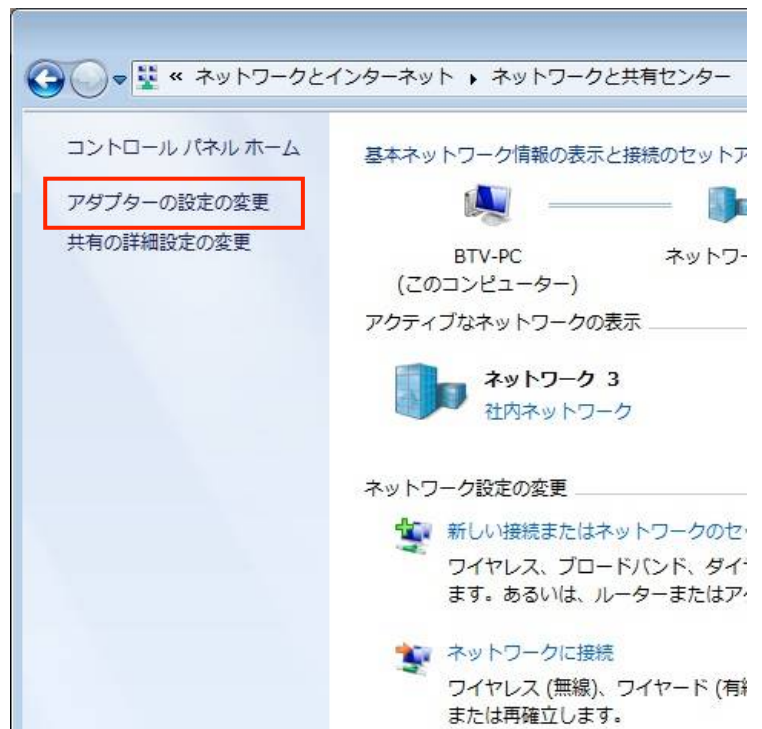 « ネットワークとインターネット ▸ ネットワークと共有センター
コントロール パネル ホーム
アダプターの設定の変更
共有の詳細設定の変更
基本ネットワーク情報の表示と接続のセットア
BTV-PC
(このコンピューター)
ネットワー
アクティブなネットワークの表示
ネットワーク 3
社内ネットワーク
ネットワーク設定の変更
新しい接続またはネットワークのセ
ワイヤレス、ブロードバンド、ダイ
ます。あるいは、ルーターまたはア
ネットワークに接続
ワイヤレス (無線)、ワイヤード (有
または再確立します。